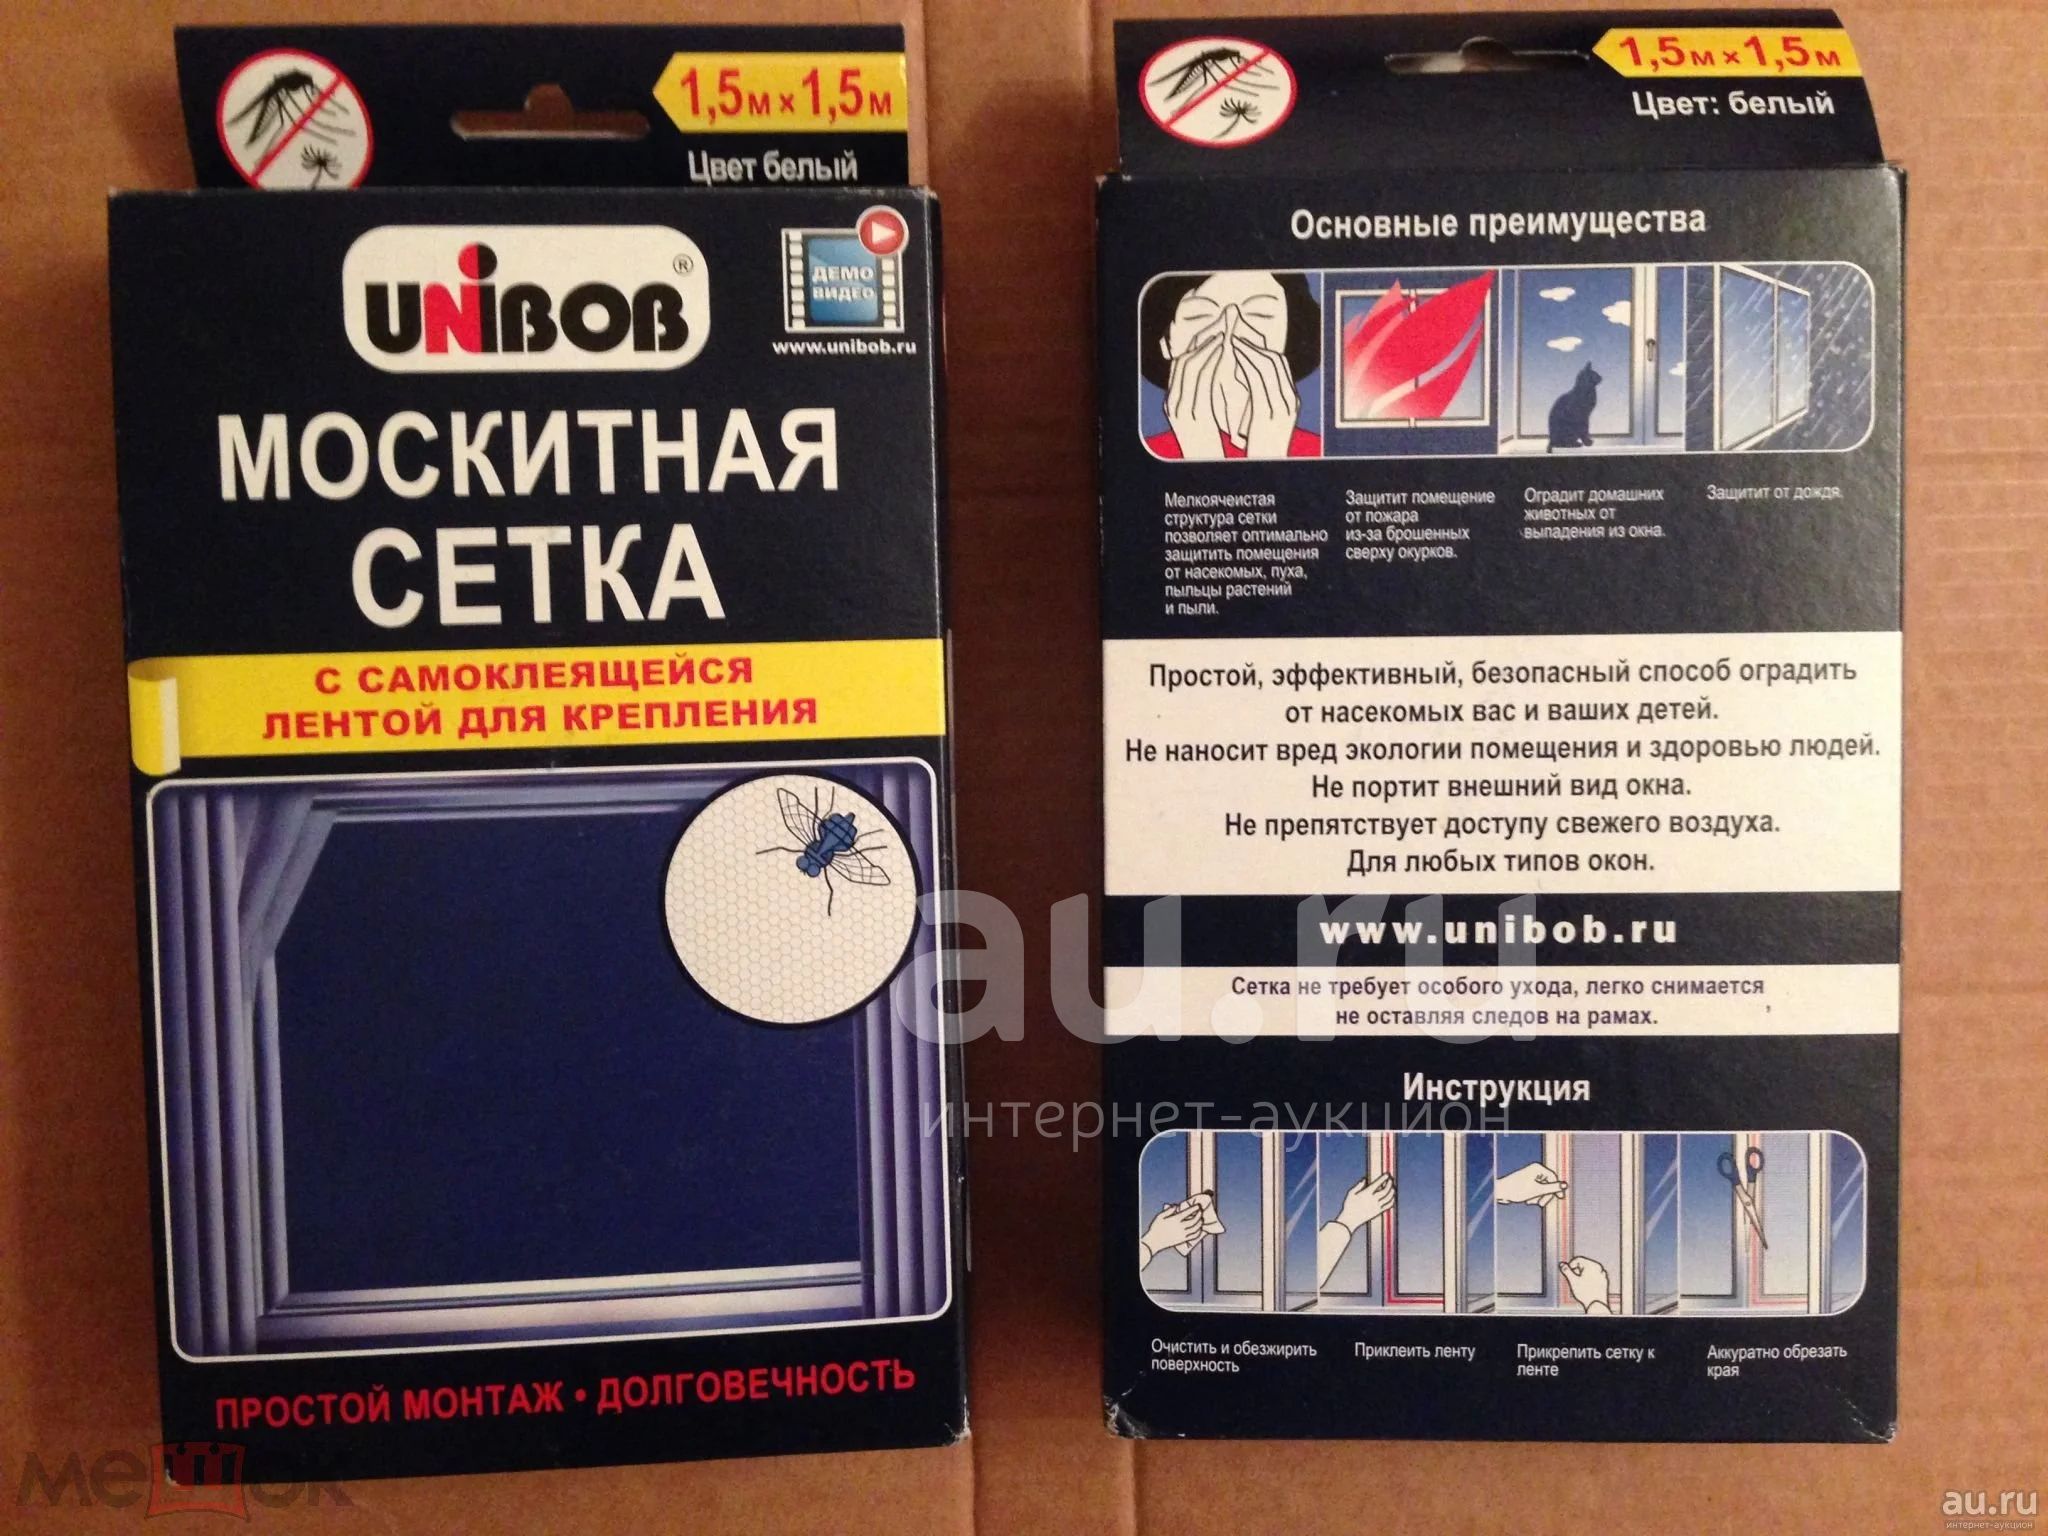 1,5м × 1,5м
Цвет белый
UNIBOB ®
ДЕМО
ВИДЕО
www.unibob.ru
МОСКИТНАЯ
СЕТКА
С САМОКЛЕЯЩЕЙСЯ
ЛЕНТОЙ ДЛЯ КРЕПЛЕНИЯ
ПРОСТОЙ МОНТАЖ • ДОЛГОВЕЧНОСТЬ
1,5м × 1,5м
Цвет: белый
Основные преимущества
Мелкоячеистая
структура сетки
позволяет оптимально
защитить помещения
от насекомых, пуха,
пыльцы растений
и пыли.
Защитит помещение
от пожара
из-за брошенных
сверху окурков.
Оградит домашних
животных от
выпадения из окна.
Защитит от дождя.
Простой, эффективный, безопасный способ оградить
от насекомых вас и ваших детей.
Не наносит вред экологии помещения и здоровью людей.
Не портит внешний вид окна.
Не препятствует доступу свежего воздуха.
Для любых типов окон.
www.unibob.ru
Сетка не требует особого ухода, легко снимается
не оставляя следов на рамах.
Инструкция
Очистить и обезжирить
поверхность
Приклеить ленту
Прикрепить сетку к
ленте
Аккуратно обрезать
края
au.ru
интернет-аукцион
мешок
au.ru
интернет-аукцион